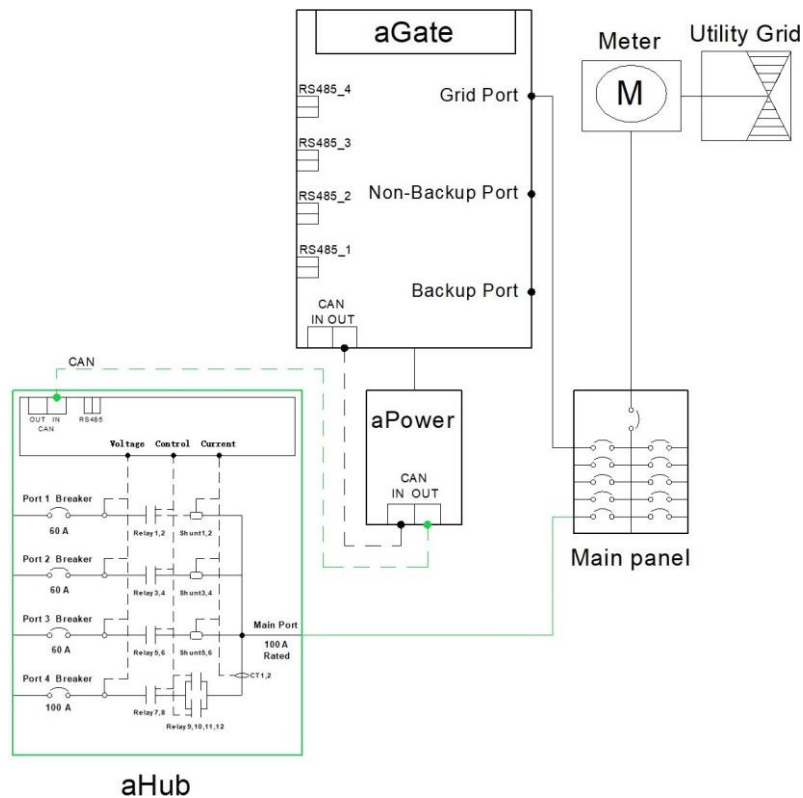 aGate
Meter
Utility Grid
M
RS485_4
Grid Port
RS485_3
RS485_2
Non-Backup Port
RS485_1
Backup Port
CAN
IN OUT
CAN
aPower
CAN
IN OUT
Main panel
OUT IN
CAN
RS485
Voltage Control Current
Port 1 Breaker
60 A
Relay1,2
Shunt1,2
Port 2 Breaker
60 A
Relay3,4
Shunt3,4
Port 3 Breaker
60 A
Relay5,6
Shunt5,6
Main Port
100A
Rated
Port 4 Breaker
100 A
Relay7,8
CT1,2
Relay9,10,11,12
aHub